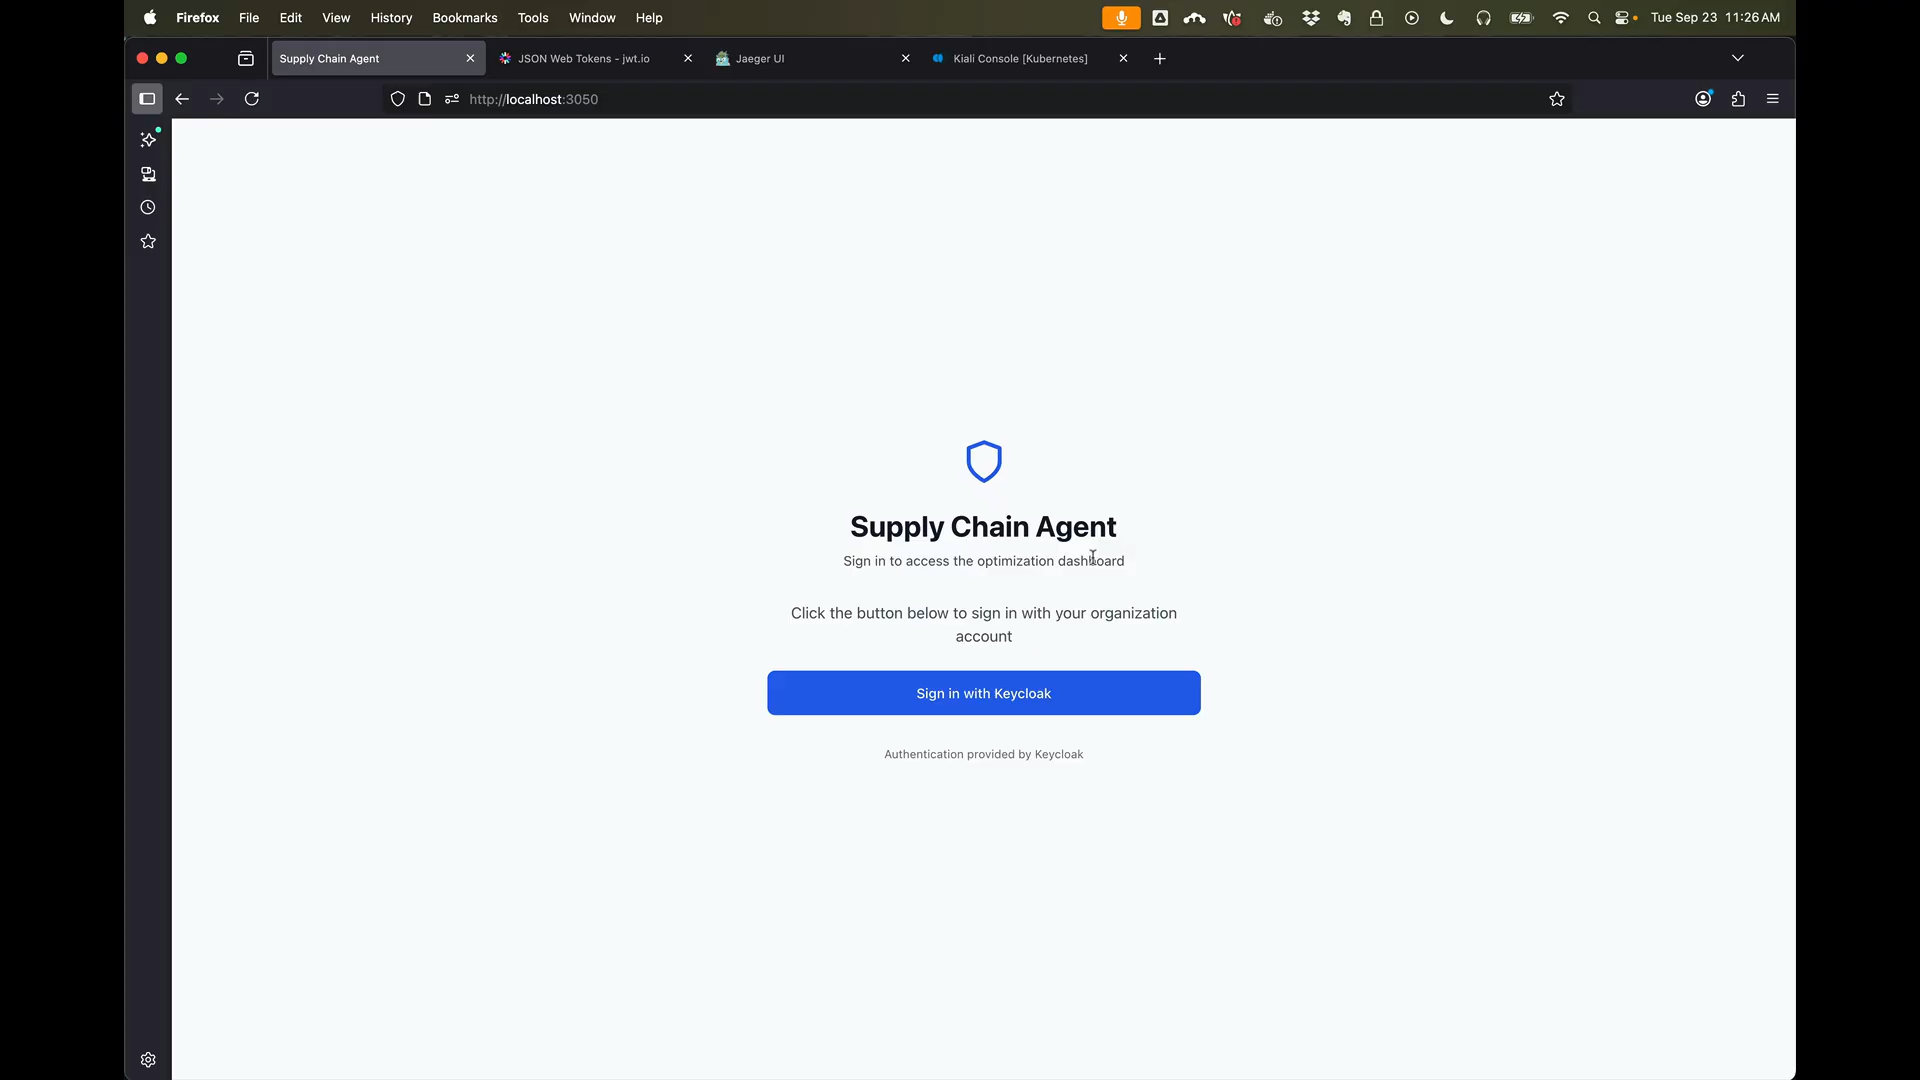 Firefox File Edit View History Bookmarks Tools Window Help Tue Sep 23 11:26 AM
Supply Chain Agent JSON Web Tokens - jwt.io Jaeger UI Kiali Console [Kubernetes]
http://localhost:3050
Supply Chain Agent
Sign in to access the optimization dashboard
Click the button below to sign in with your organization
account
Sign in with Keycloak
Authentication provided by Keycloak